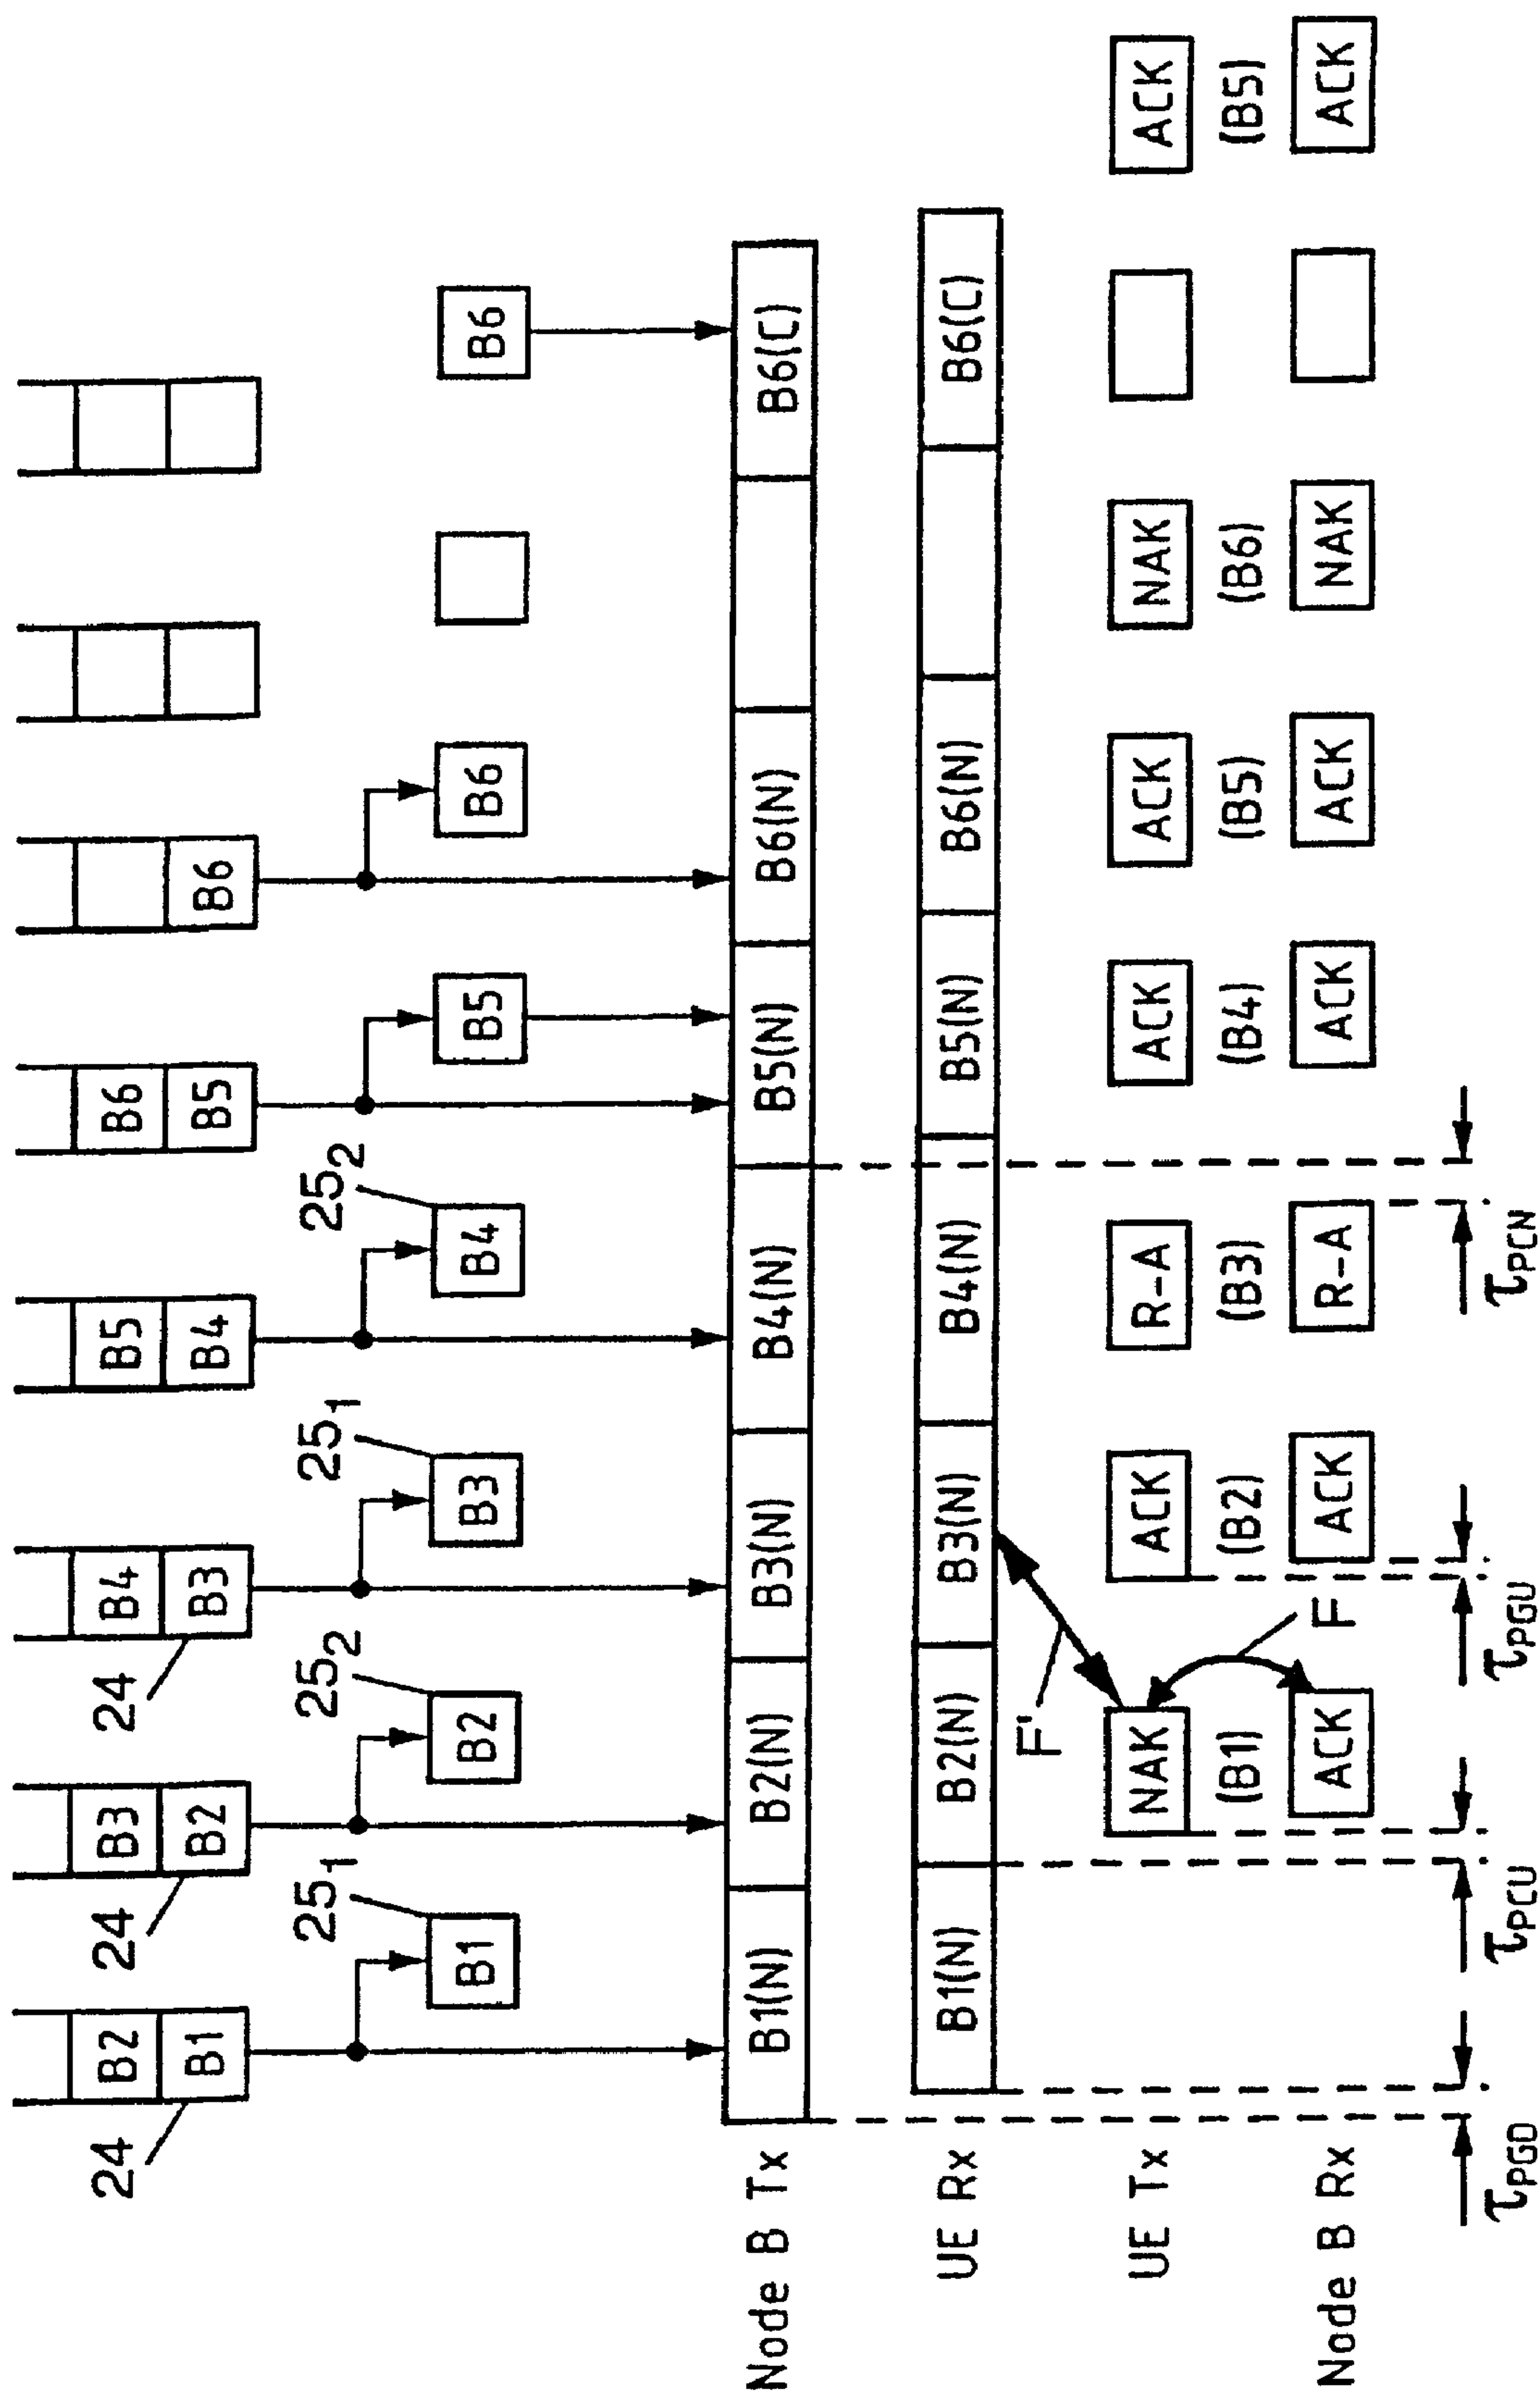 B2 B3 B4 B5 B6
B1 B2 B3 B4 B5 B6
24 24 24
25₁ 25₂ 25₁ 25₂
B1 B2 B3 B4 B5 B6 B6
Node B Tx B1(N) B2(N) B3(N) B4(N) B5(N) B6(N) B6(C)
UE Rx B1(N) B2(N) B3(N) B4(N) B5(N) B6(N) B6(C)
F'
UE Tx NAK ACK R-A ACK ACK NAK ACK
(B1) (B2) (B3) (B4) (B5) (B6) (B5)
F
Node B Rx ACK ACK R-A ACK ACK NAK ACK
τPGD τPCU τPGU τPCN